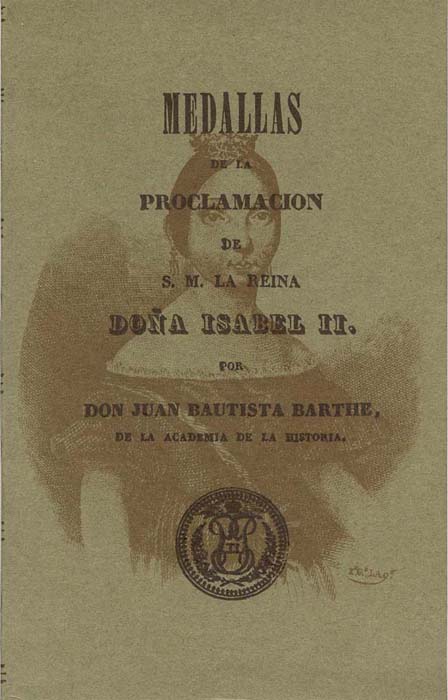 MEDALLAS
DE LA
PROCLAMACION
DE
S. M. LA REINA
DOÑA ISABEL II.
POR
DON JUAN BAUTISTA BARTHE,
DE LA ACADEMIA DE LA HISTORIA.
II